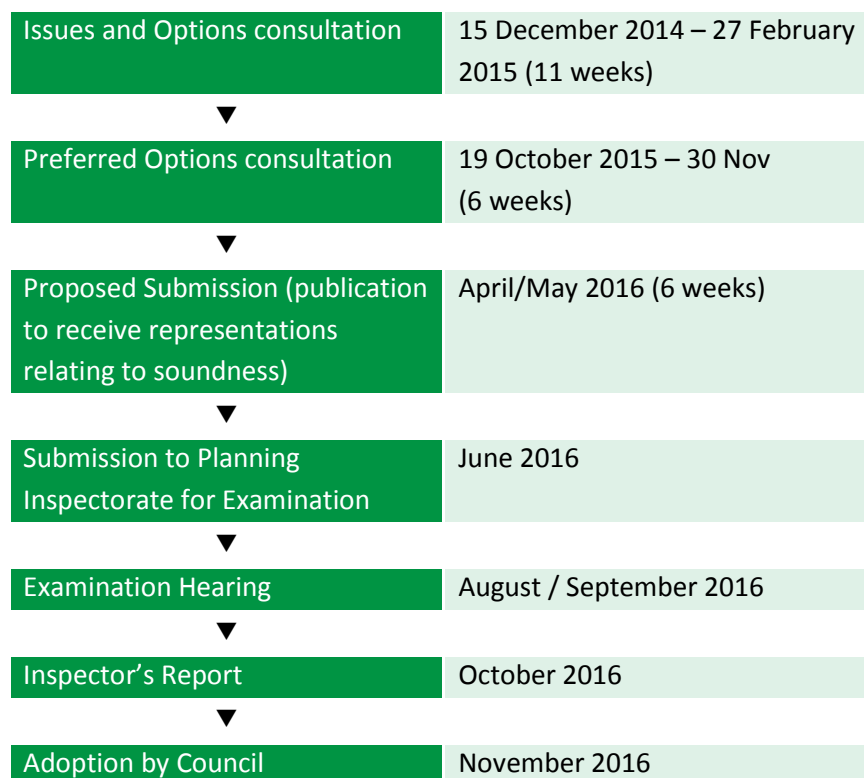 Issues and Options consultation
15 December 2014 – 27 February
2015 (11 weeks)
▼
Preferred Options consultation
19 October 2015 – 30 Nov
(6 weeks)
▼
Proposed Submission (publication
to receive representations
relating to soundness)
April/May 2016 (6 weeks)
▼
Submission to Planning
Inspectorate for Examination
June 2016
▼
Examination Hearing
August / September 2016
▼
Inspector’s Report
October 2016
▼
Adoption by Council
November 2016